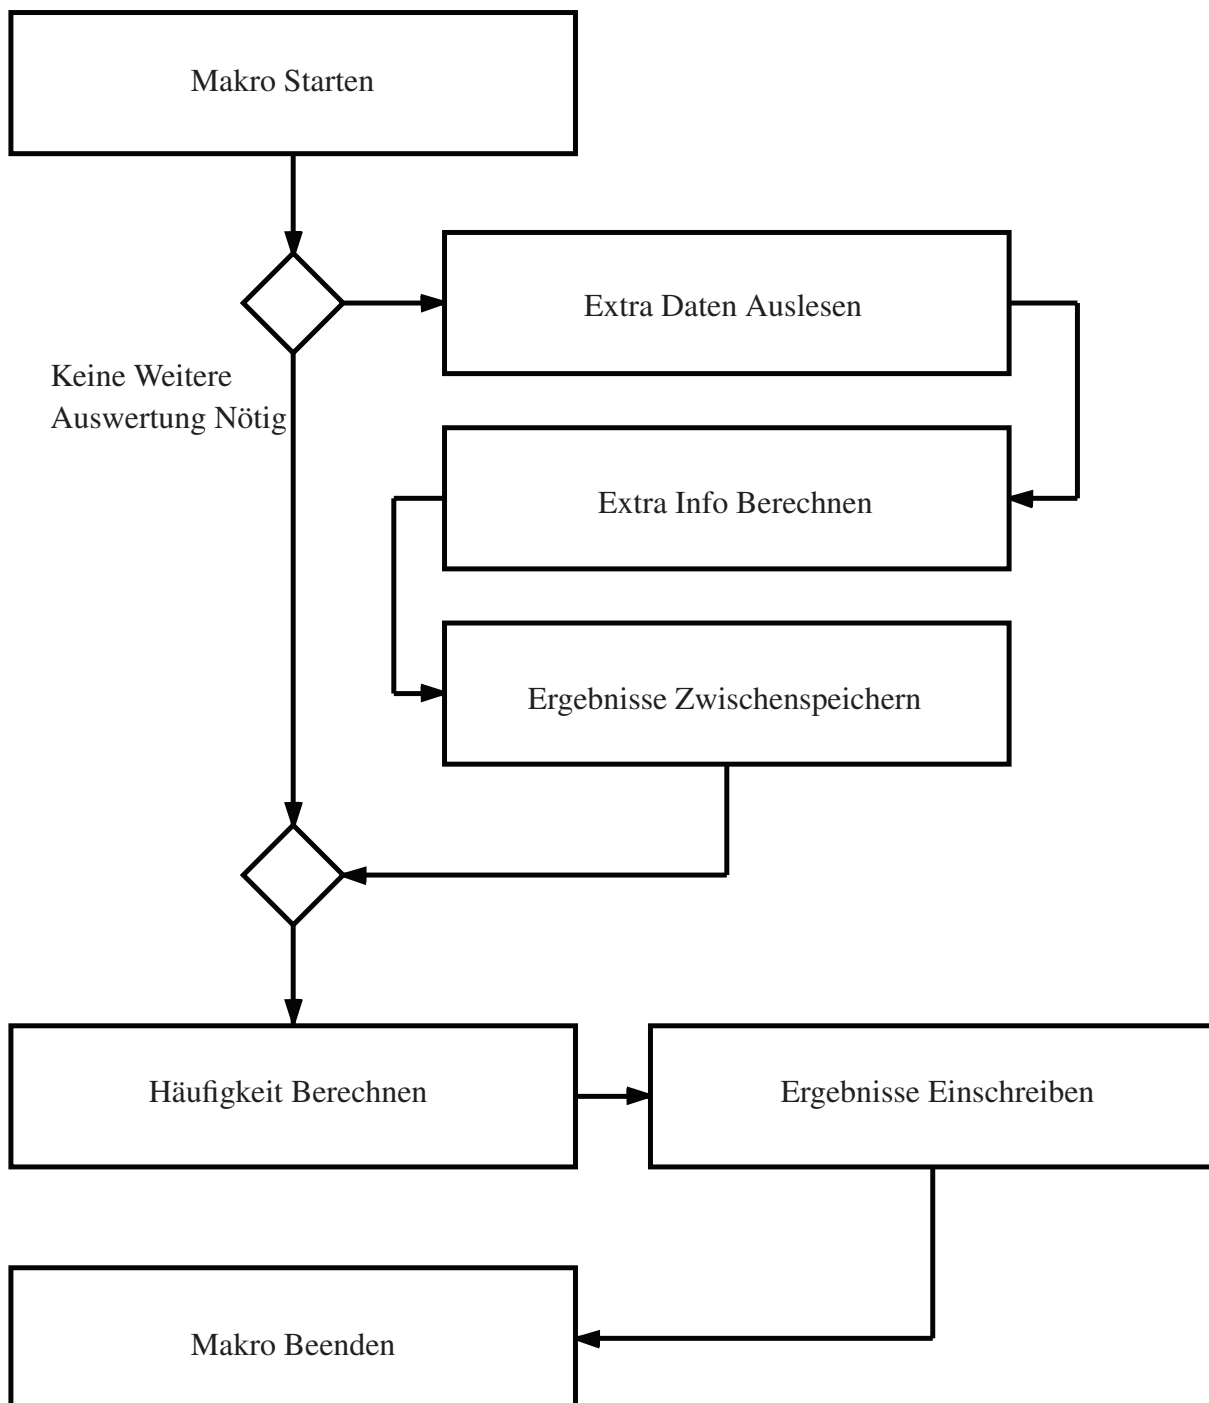 Makro Starten
Extra Daten Auslesen
Keine Weitere
Auswertung Nötig
Extra Info Berechnen
Ergebnisse Zwischenspeichern
Häufigkeit Berechnen
Ergebnisse Einschreiben
Makro Beenden